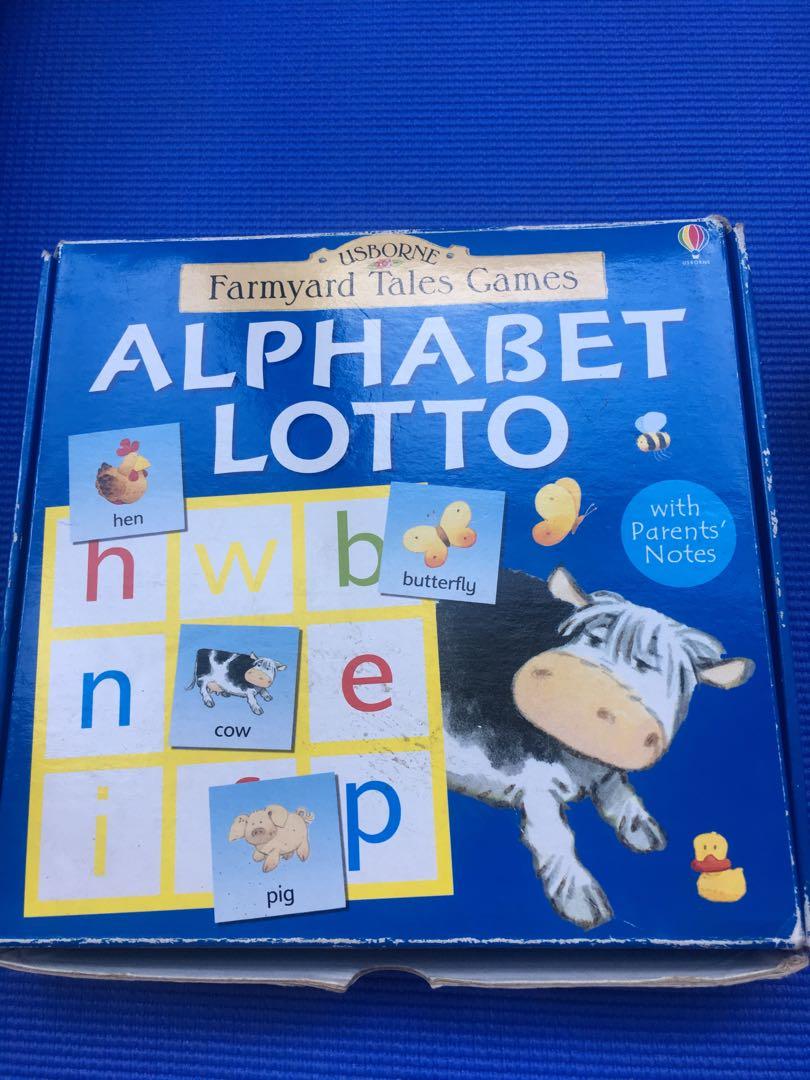 USBORNE
Farmyard Tales Games
USBORNE
ALPHABET
LOTTO
with
Parents'
Notes
hen
butterfly
h w b
n e
cow
i p
pig